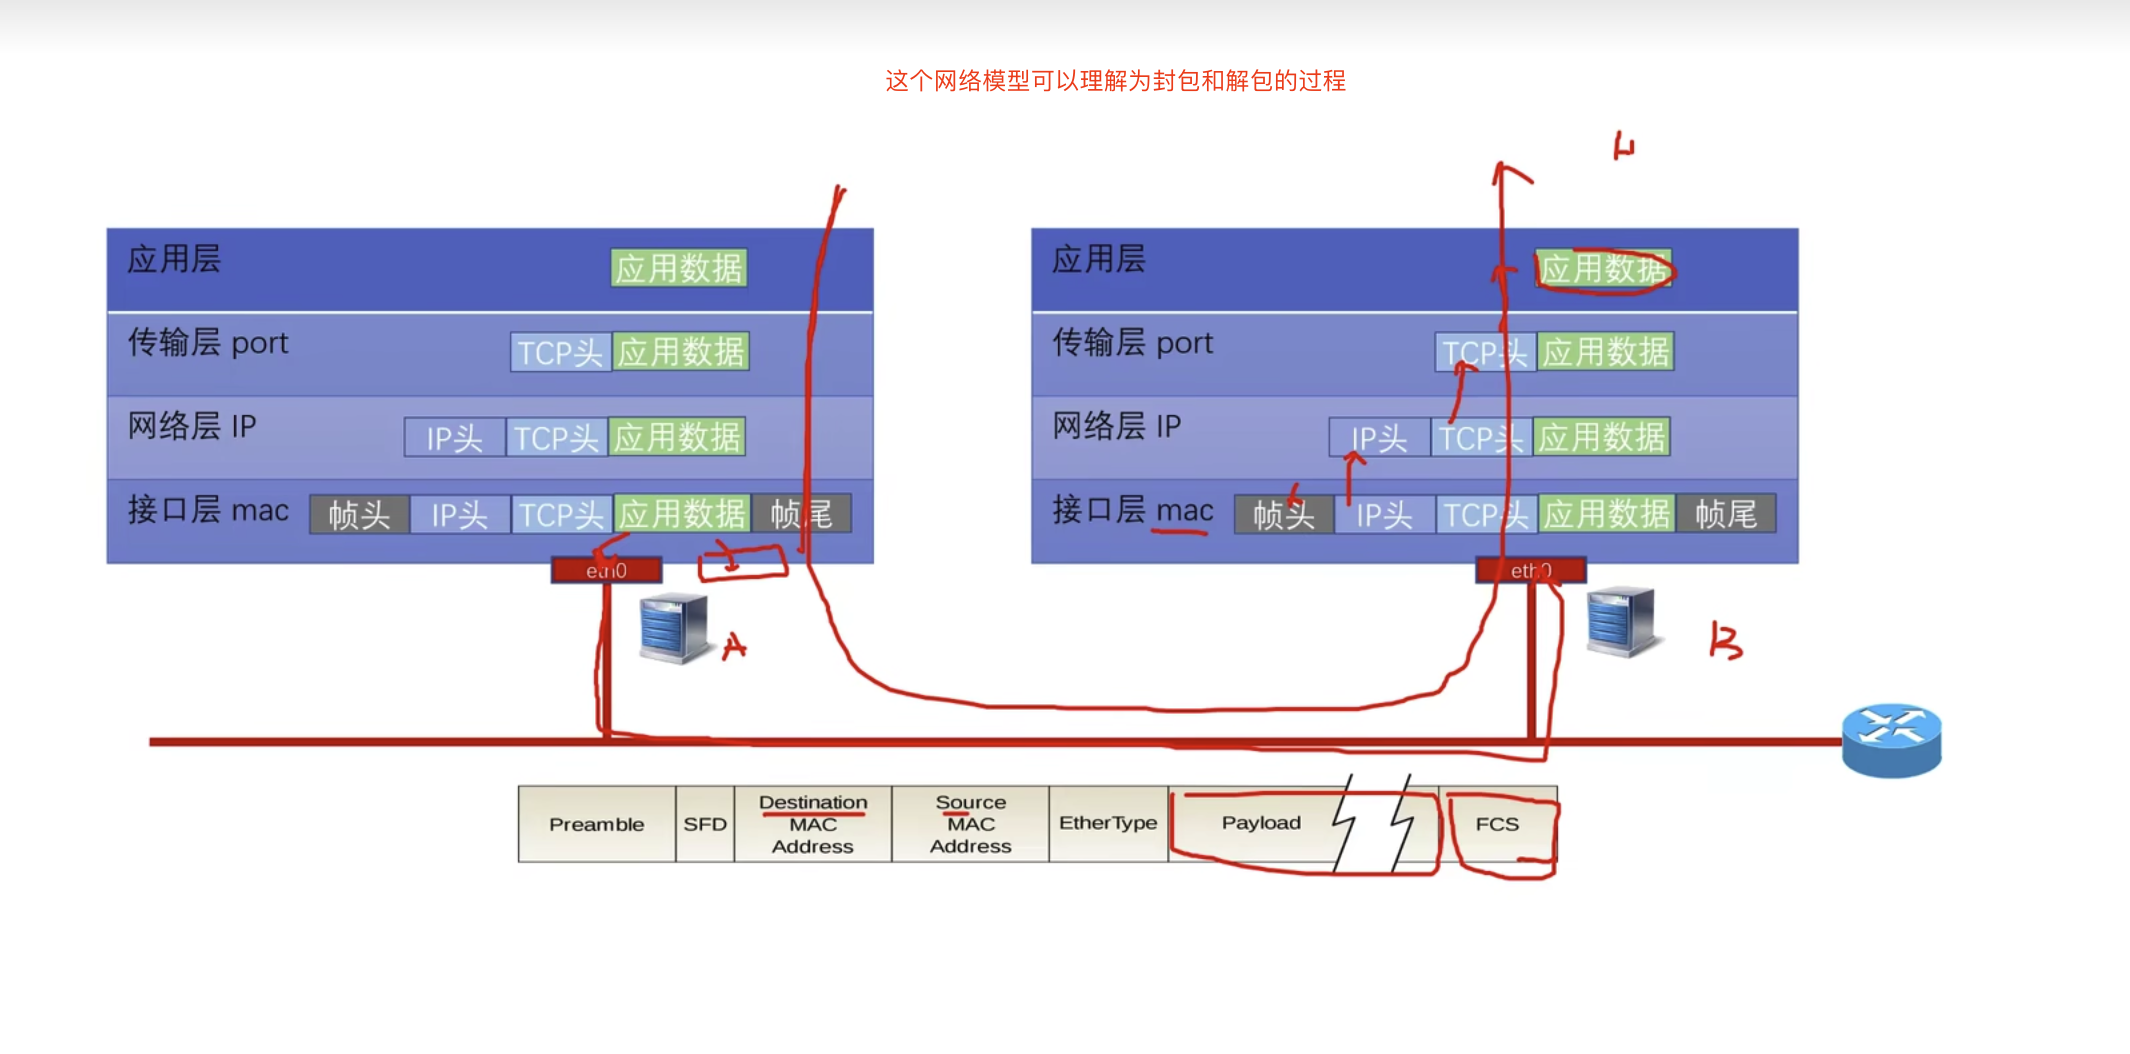 这个网络模型可以理解为封包和解包的过程
应用层 应用数据
传输层 port TCP头 应用数据
网络层 IP IP头 TCP头 应用数据
接口层 mac 帧头 IP头 TCP头 应用数据 帧尾
eth0
A
应用层 应用数据
传输层 port TCP头 应用数据
网络层 IP IP头 TCP头 应用数据
接口层 mac 帧头 IP头 TCP头 应用数据 帧尾
eth0
B
Preamble
SFD
Destination
MAC
Address
Source
MAC
Address
EtherType
Payload
FCS